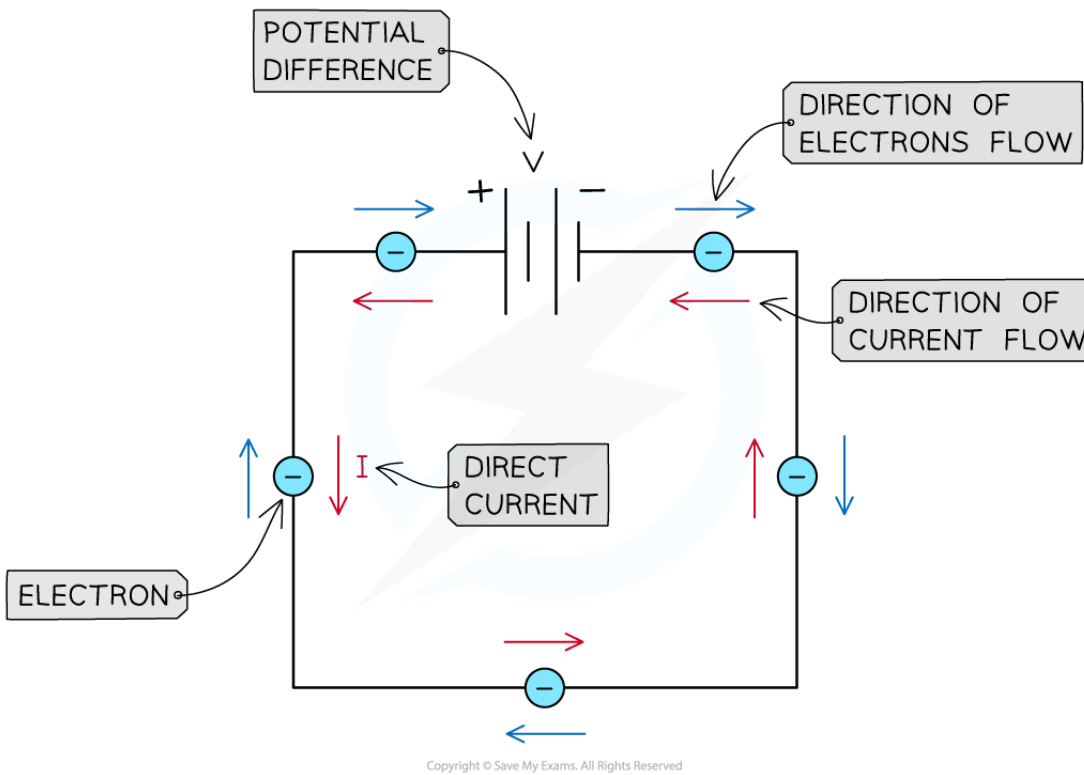 POTENTIAL
DIFFERENCE
DIRECTION OF
ELECTRONS FLOW
V
+
−
−
−
DIRECTION OF
CURRENT FLOW
−
I
DIRECT
CURRENT
−
ELECTRON
−
Copyright © Save My Exams. All Rights Reserved